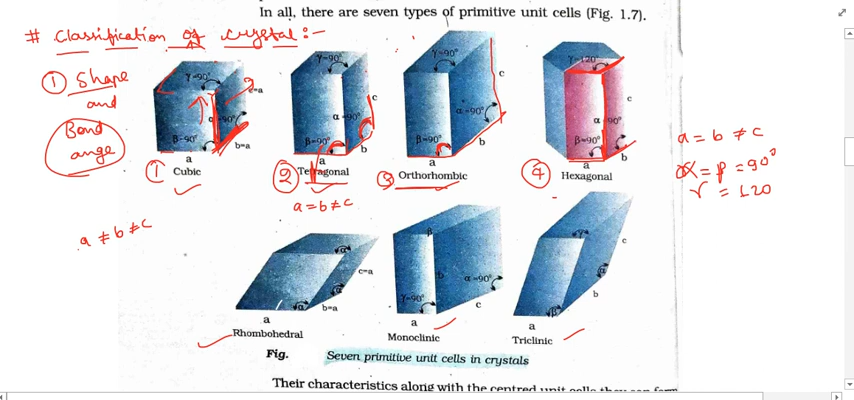 In all, there are seven types of primitive unit cells (Fig. 1.7).
# Classification of crystal:-
① Shape
and
Bond
ange
γ=90°
c=a
α=90°
β=90°
a
b=a
① Cubic
γ=90°
c
α=90°
β=90°
a
b
② Tetragonal
a=b≠c
γ=90°
c
α=90°
β=90°
a
b
③ Orthorhombic
γ=120°
c
α 90°
β=90°
a
b
④ Hexagonal
a = b ≠ c
α = β = 90°
γ = 120
a ≠ b ≠ c
α
c=a
α
α
b=a
a
Rhombohedral
β
b
α=90°
γ=90°
a
c
Monoclinic
γ
c
α
b
β
a
Triclinic
Fig. Seven primitive unit cells in crystals
Their characteristics along with the centred unit cells they can form